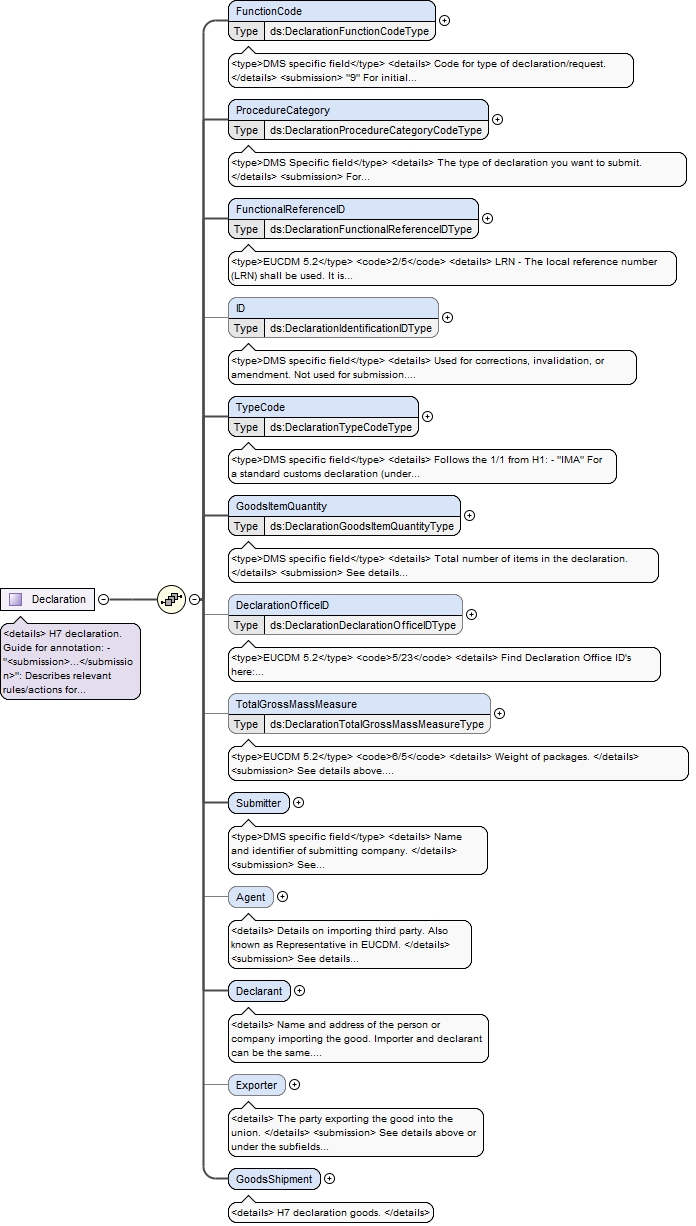 FunctionCode
Type ds:DeclarationFunctionCodeType
<type>DMS specific field</type> <details> Code for type of declaration/request.
</details> <submission> "9" For initial...
ProcedureCategory
Type ds:DeclarationProcedureCategoryCodeType
<type>DMS Specific field</type> <details> The type of declaration you want to submit.
</details> <submission> For...
FunctionalReferenceID
Type ds:DeclarationFunctionalReferenceIDType
<type>EUCDM 5.2</type> <code>2/5</code> <details> LRN - The local reference number
(LRN) shall be used. It is...
ID
Type ds:DeclarationIdentificationIDType
<type>DMS specific field</type> <details> Used for corrections, invalidation, or
amendment. Not used for submission....
TypeCode
Type ds:DeclarationTypeCodeType
<type>DMS specific field</type> <details> Follows the 1/1 from H1: - "IMA" For
a standard customs declaration (under...
GoodsItemQuantity
Type ds:DeclarationGoodsItemQuantityType
<type>DMS specific field</type> <details> Total number of items in the declaration.
</details> <submission> See details...
Declaration
<details> H7 declaration.
Guide for annotation: -
"<submission>...</submissio
n>": Describes relevant
rules/actions for...
DeclarationOfficeID
Type ds:DeclarationDeclarationOfficeIDType
<type>EUCDM 5.2</type> <code>5/23</code> <details> Find Declaration Office ID's
here:...
TotalGrossMassMeasure
Type ds:DeclarationTotalGrossMassMeasureType
<type>EUCDM 5.2</type> <code>6/5</code> <details> Weight of packages. </details>
<submission> See details above....
Submitter
<type>DMS specific field</type> <details> Name
and identifier of submitting company. </details>
<submission> See...
Agent
<details> Details on importing third party. Also
known as Representative in EUCDM. </details>
<submission> See details...
Declarant
<details> Name and address of the person or
company importing the good. Importer and declarant
can be the same....
Exporter
<details> The party exporting the good into the
union. </details> <submission> See details above or
under the subfields...
GoodsShipment
<details> H7 declaration goods. </details>